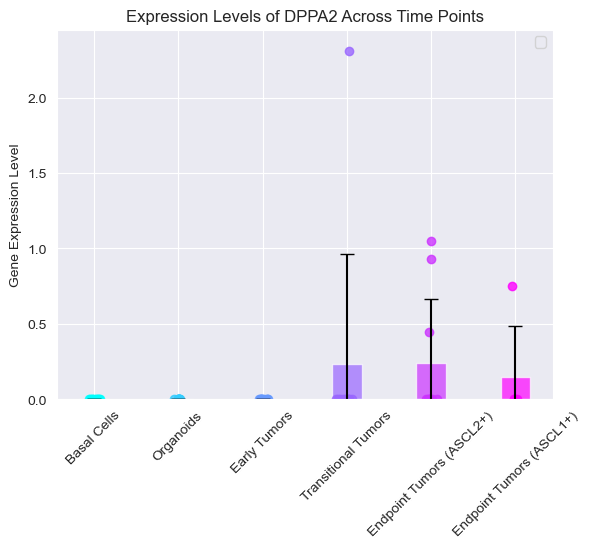 Expression Levels of DPPA2 Across Time Points
Gene Expression Level
2.0
1.5
1.0
0.5
0.0
Basal Cells
Organoids
Early Tumors
Transitional Tumors
Endpoint Tumors (ASCL2+)
Endpoint Tumors (ASCL1+)